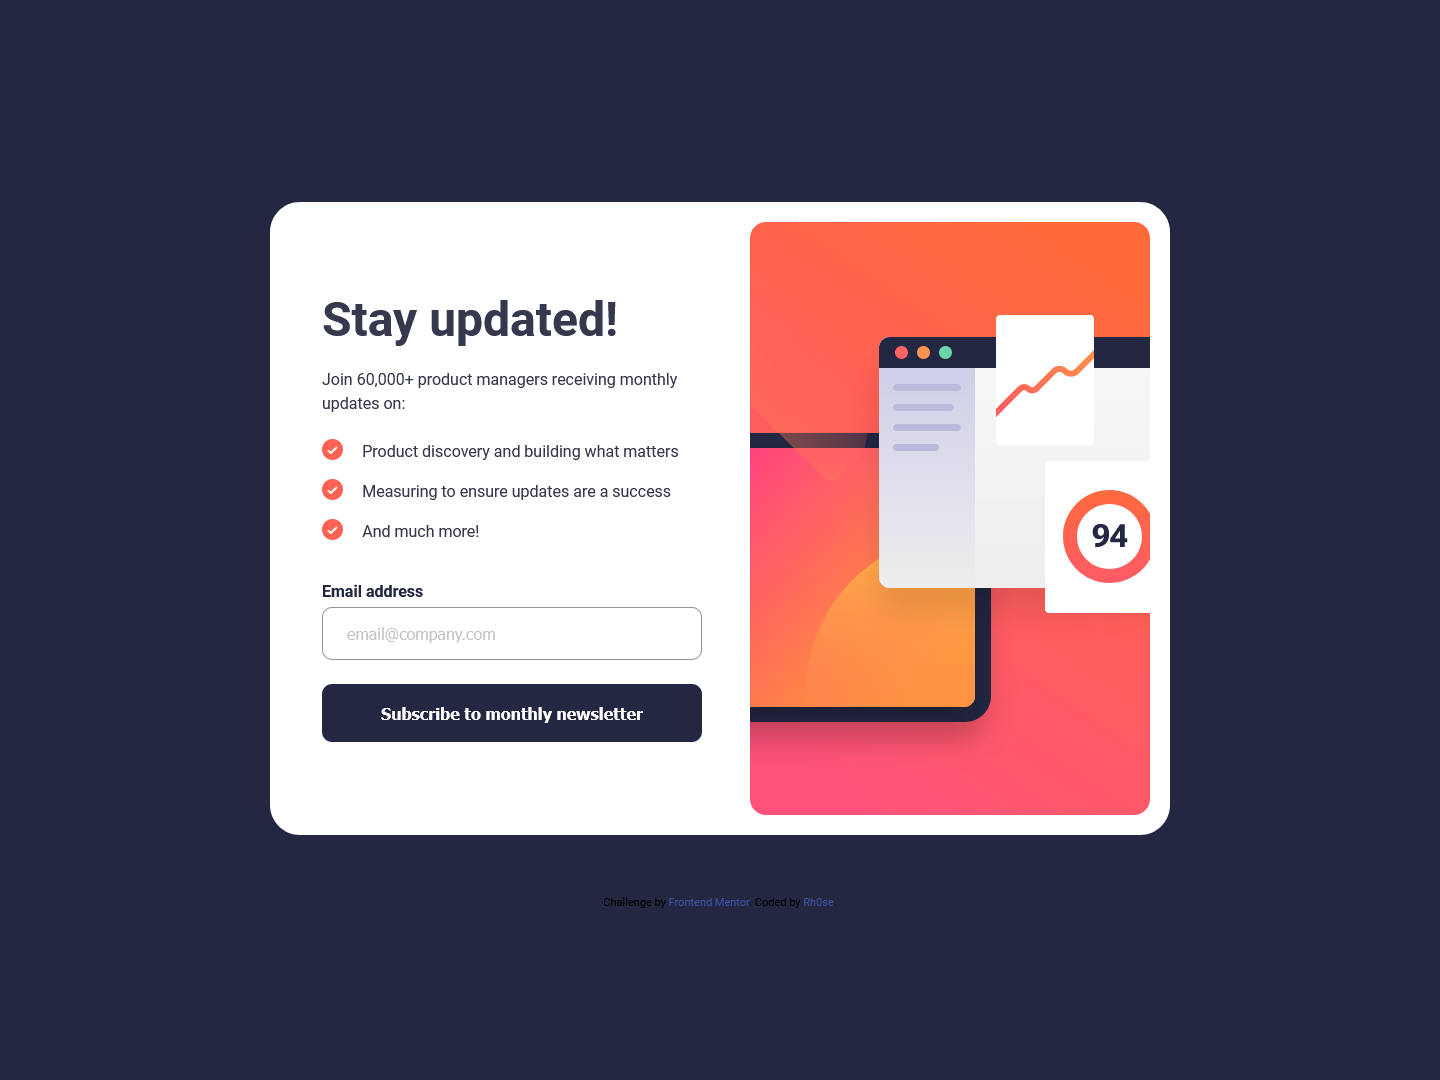 Stay updated!
Join 60,000+ product managers receiving monthly
updates on:
Product discovery and building what matters
Measuring to ensure updates are a success
And much more!
Email address
email@company.com
Subscribe to monthly newsletter
94
Challenge by Frontend Mentor. Coded by Rh0se.